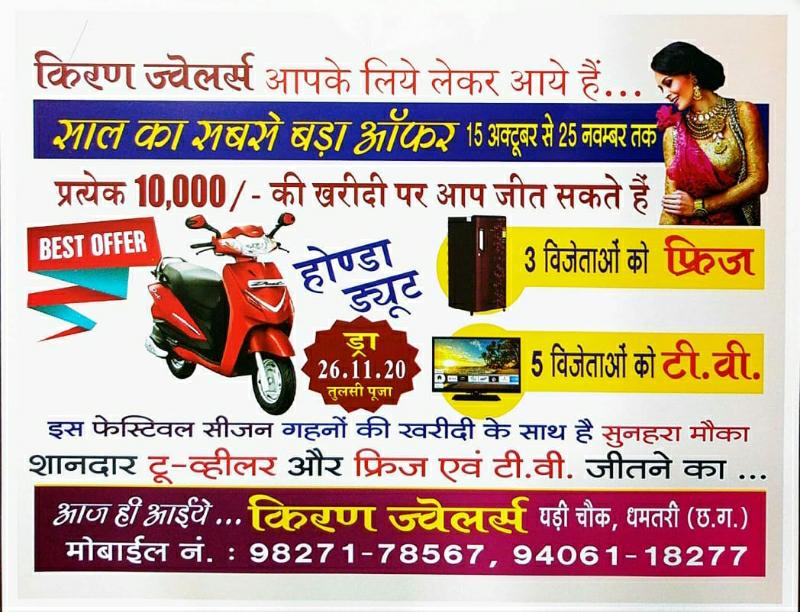 किरण ज्वेलर्स आपके लिये लेकर आये हैं...
साल का सबसे बड़ा ऑफर 15 अक्टूबर से 25 नवम्बर तक
प्रत्येक 10,000/- की खरीदी पर आप जीत सकते हैं
BEST OFFER
होण्डा
ड्यूट
ड्रा
26.11.20
तुलसी पूजा
3 विजेताओं को फ्रिज
5 विजेताओं को टी.वी.
इस फेस्टिवल सीजन गहनों की खरीदी के साथ है सुनहरा मौका
शानदार टू-व्हीलर और फ्रिज एवं टी.वी. जीतने का ...
आज ही आईये... किरण ज्वेलर्स घड़ी चौक, धमतरी (छ.ग.)
मोबाईल नं. : 98271-78567, 94061-18277